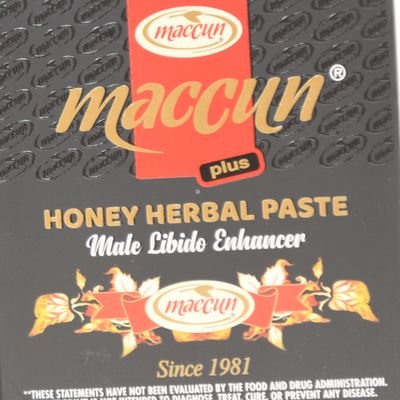 maccun
maccun®
plus
HONEY HERBAL PASTE
Male Libido Enhancer
maccun
Since 1981
**THESE STATEMENTS HAVE NOT BEEN EVALUATED BY THE FOOD AND DRUG ADMINISTRATION.
PRODUCT IS NOT INTENDED TO DIAGNOSE, TREAT, CURE, OR PREVENT ANY DISEASE.